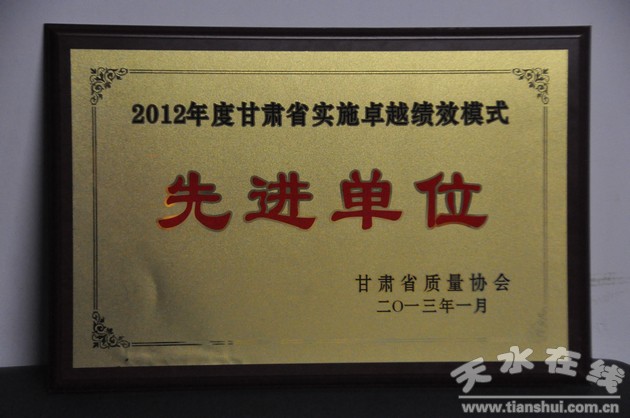 2012年度甘肃省实施卓越绩效模式
先进单位
甘肃省质量协会
二〇一三年一月
天水在线
www.tianshui.com.cn